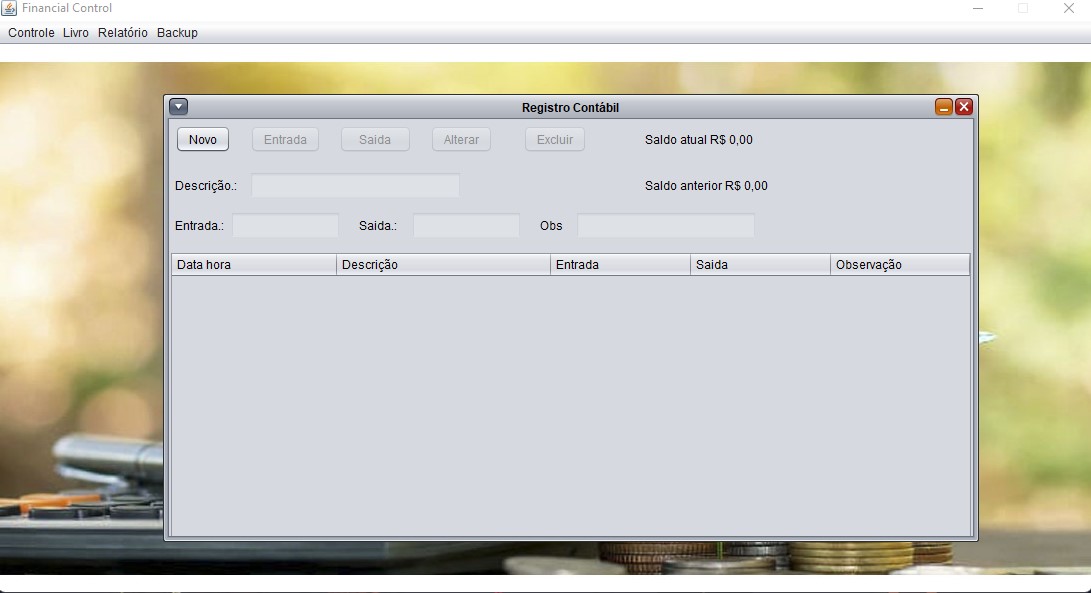 Financial Control
Controle Livro Relatório Backup
Registro Contábil
Novo Entrada Saida Alterar Excluir Saldo atual R$ 0,00
Descrição.: Saldo anterior R$ 0,00
Entrada.: Saida.: Obs
Data hora Descrição Entrada Saida Observação